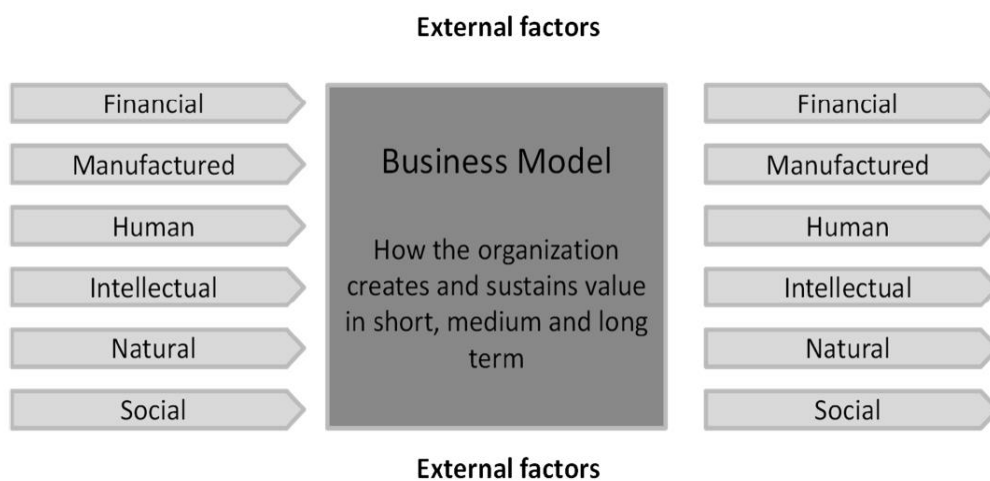 External factors
Financial
Manufactured
Human
Intellectual
Natural
Social
Business Model
How the organization
creates and sustains value
in short, medium and long
term
Financial
Manufactured
Human
Intellectual
Natural
Social
External factors